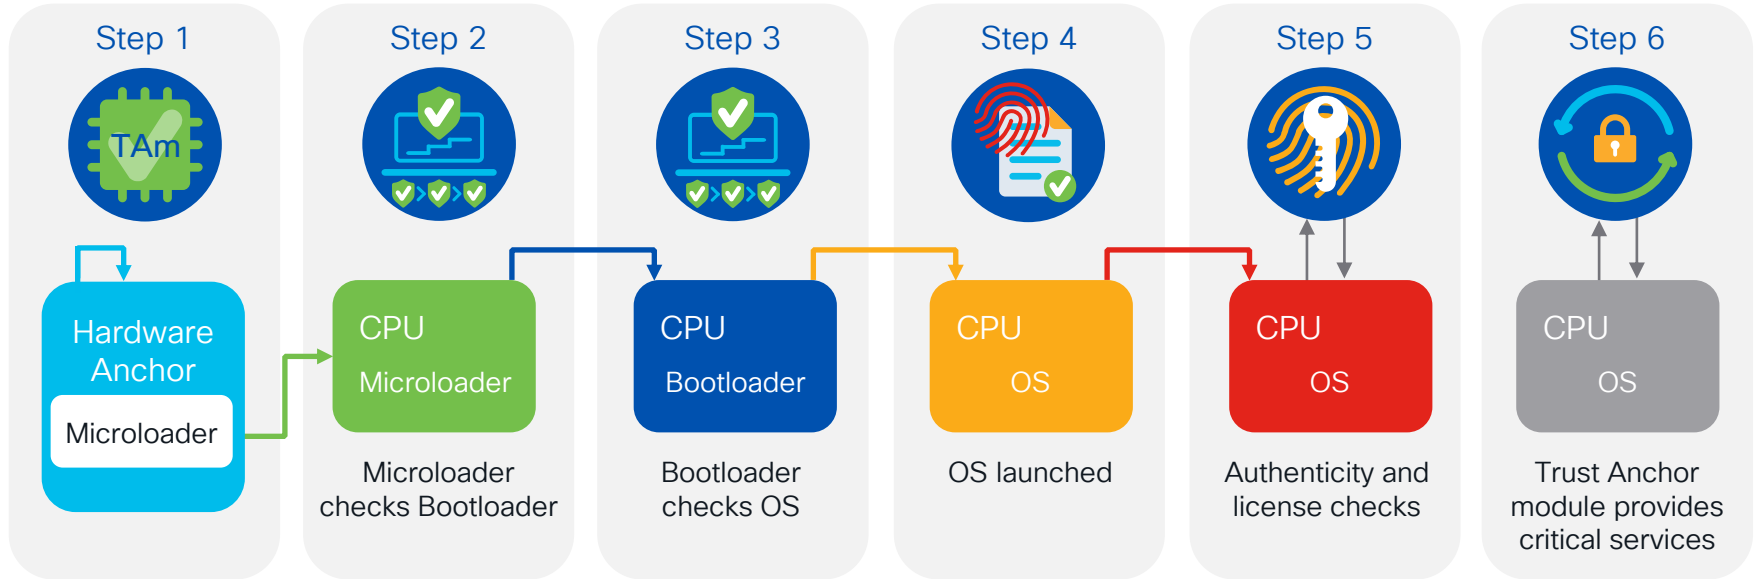 Step 1
TAm
Hardware
Anchor
Microloader
Step 2
CPU
Microloader
Microloader
checks Bootloader
Step 3
CPU
Bootloader
Bootloader
checks OS
Step 4
CPU
OS
OS launched
Step 5
CPU
OS
Authenticity and
license checks
Step 6
CPU
OS
Trust Anchor
module provides
critical services